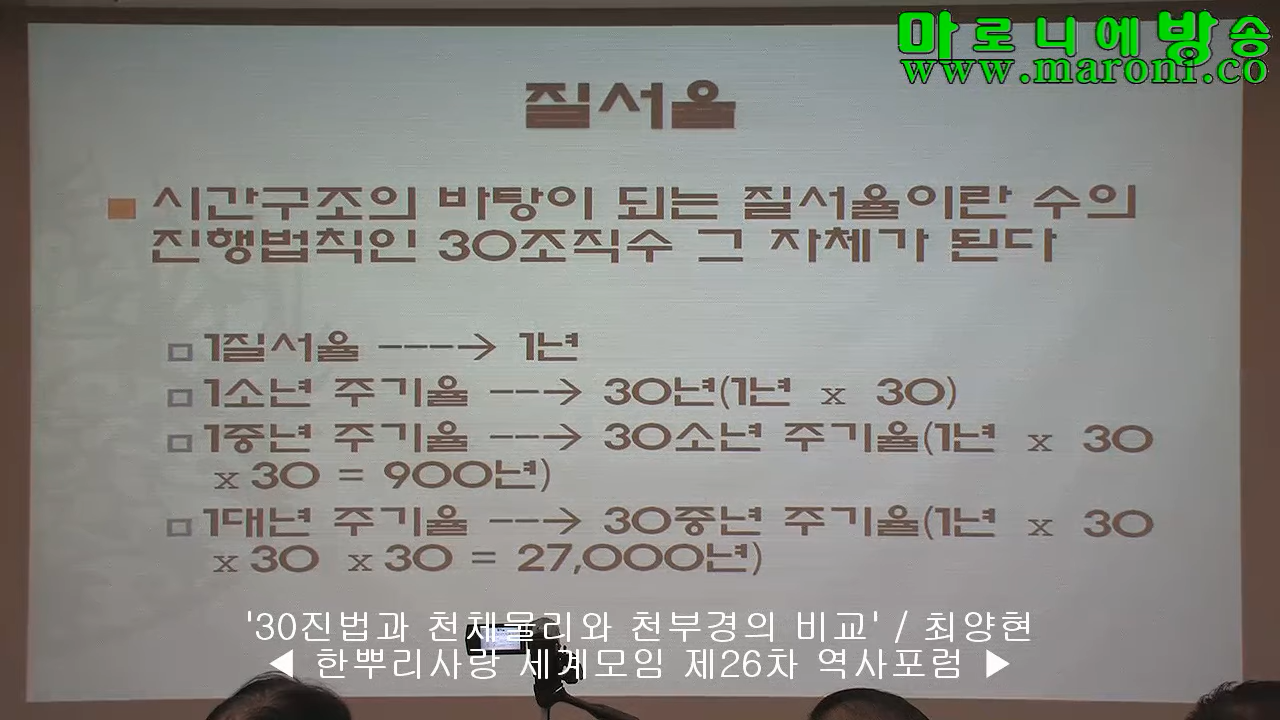 마로니에방송
www.maroni.co
질서율
시간구조의 바탕이 되는 질서율이란 수의
진행법칙인 30조직수 그 자체가 된다
1질서율 ----→ 1년
1소년 주기율 ---→ 30년(1년 x 30)
1중년 주기율 ---→ 30소년 주기율(1년 x 30
x 30 = 900년)
1대년 주기율 ---→ 30중년 주기율(1년 x 30
x 30 x 30 = 27,000년)
'30진법과 천체물리와 천부경의 비교' / 최양현
◀ 한뿌리사랑 세계모임 제26차 역사포럼 ▶